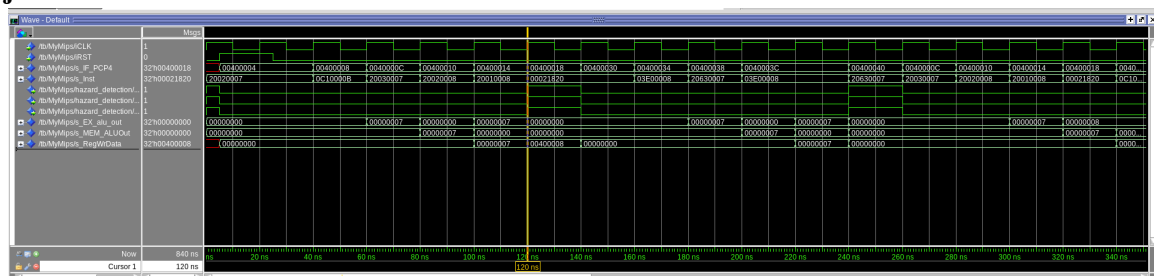 Wave - Default
Msgs
/tb/MyMips/iCLK 1
/tb/MyMips/iRST 0
/tb/MyMips/s_IF_PCP4 32'h00400018 00400004 00400008 0040000C 00400010 00400014 00400018 00400030 00400034 00400038 0040003C 00400040 0040000C 00400010 00400014 00400018 0040...
/tb/MyMips/s_Inst 32'h00021820 20020007 0C10000B 20030007 20020008 20010008 00021820 03E00008 20630007 03E00008 20630007 20030007 20020008 20010008 00021820 0C10...
/tb/MyMips/hazard_detection/... 1
/tb/MyMips/hazard_detection/... 1
/tb/MyMips/hazard_detection/... 1
/tb/MyMips/s_EX_alu_out 32'h00000000 00000000 00000007 00000000 00000007 00000000 00000007 00000000 00000007 00000000 00000007 00000008
/tb/MyMips/s_MEM_ALUOut 32'h00000000 00000000 00000007 00000000 00000000 00000007 00000000 00000000 00000007 0000...
/tb/MyMips/s_RegWrData 32'h00400008 00000000 00000007 00400008 00000000 00000007 00000000 0000...
Now 840 ns ns 20 ns 40 ns 60 ns 80 ns 100 ns 120 ns 140 ns 160 ns 180 ns 200 ns 220 ns 240 ns 260 ns 280 ns 300 ns 320 ns 340 ns
Cursor 1 120 ns 120 ns